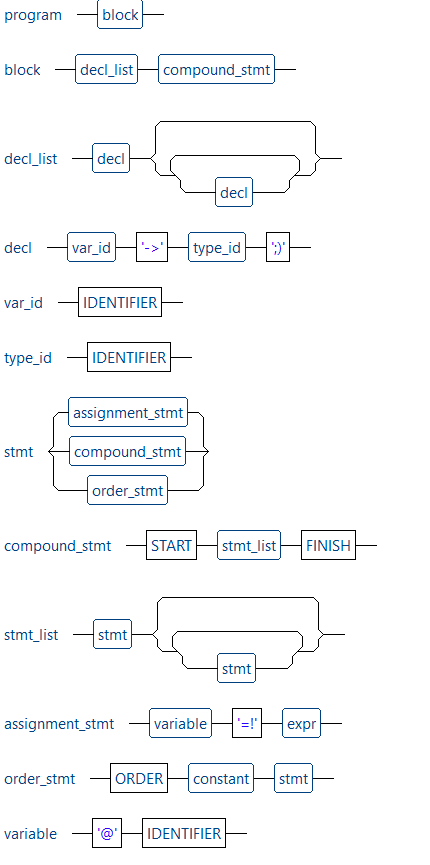 program block
block decl_list compound_stmt
decl_list decl
decl
decl var_id '->' type_id ';)'
var_id IDENTIFIER
type_id IDENTIFIER
assignment_stmt
stmt compound_stmt
order_stmt
compound_stmt START stmt_list FINISH
stmt_list stmt
stmt
assignment_stmt variable '=!' expr
order_stmt ORDER constant stmt
variable '@' IDENTIFIER